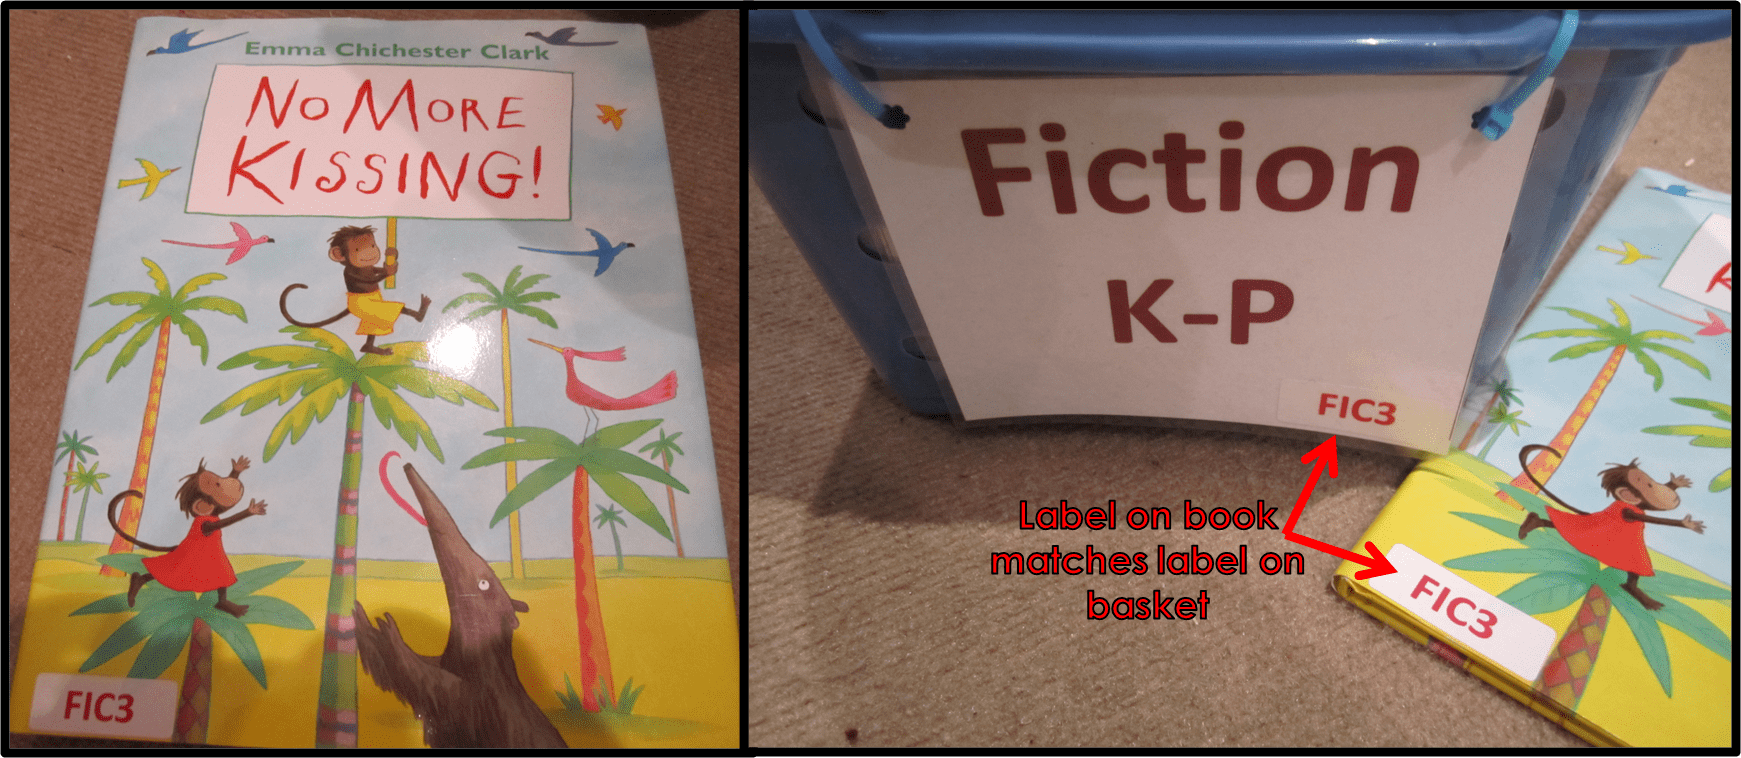 Emma Chichester Clark
No More
Kissing!
FIC3
Fiction
K-P
FIC3
Label on book
matches label on
basket
FIC3